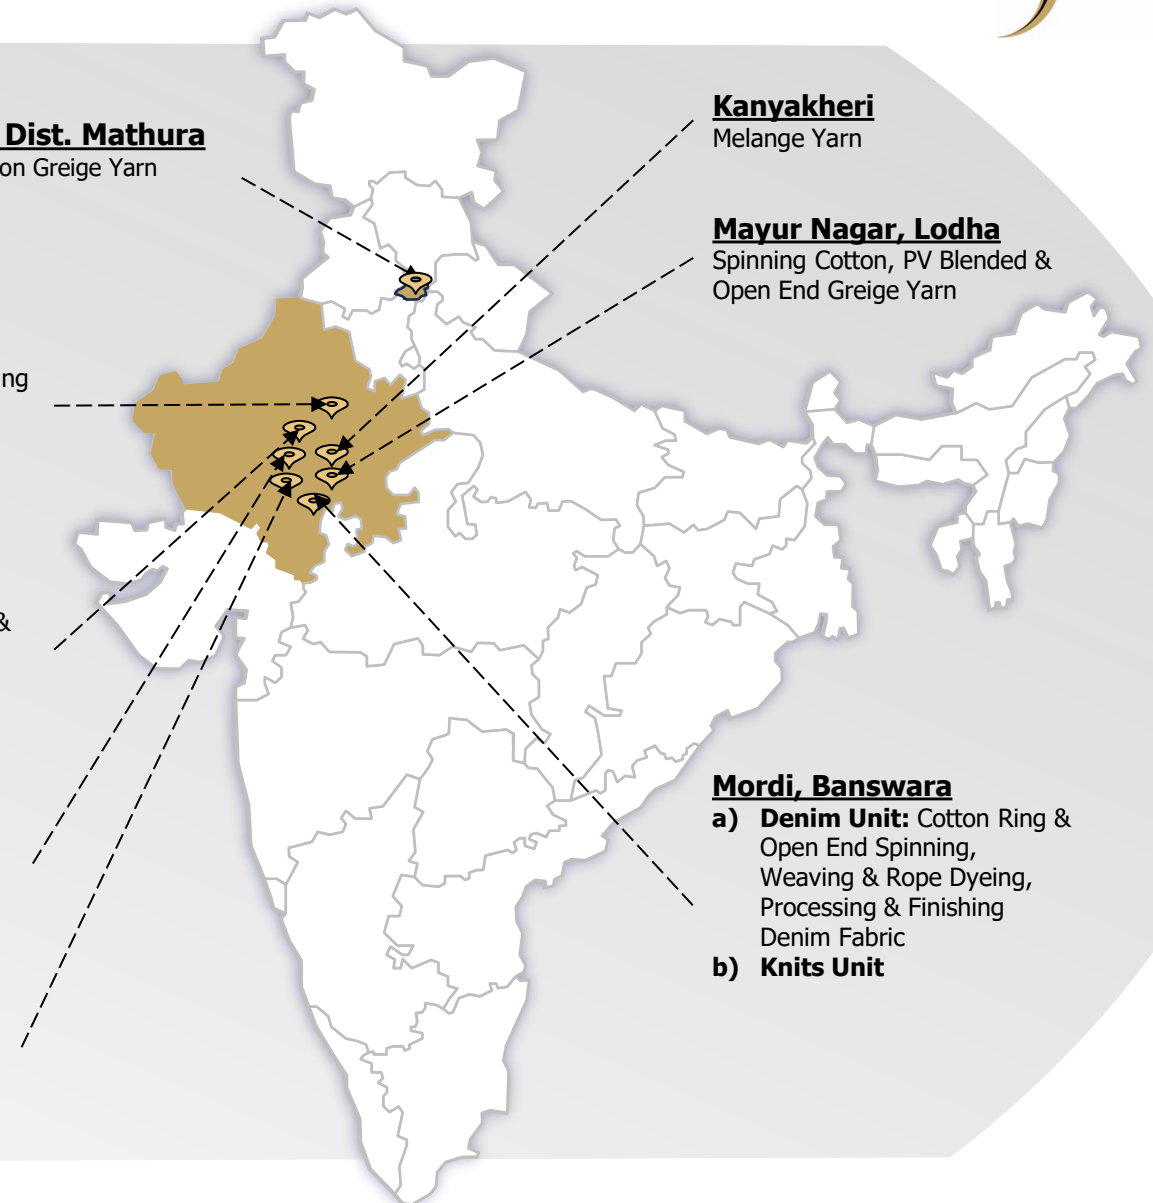 Dist. Mathura
on Greige Yarn
ng
&
Kanyakheri
Melange Yarn
Mayur Nagar, Lodha
Spinning Cotton, PV Blended &
Open End Greige Yarn
Mordi, Banswara
a) Denim Unit: Cotton Ring &
Open End Spinning,
Weaving & Rope Dyeing,
Processing & Finishing
Denim Fabric
b) Knits Unit